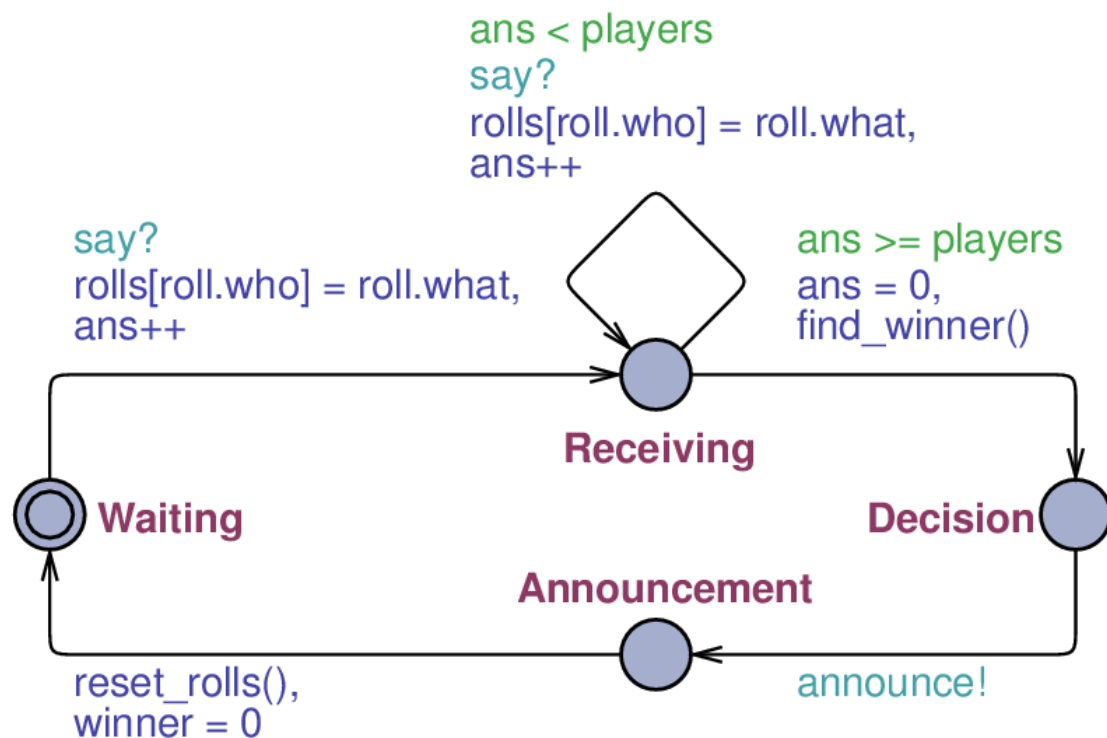 ans < players
say?
rolls[roll.who] = roll.what,
ans++
say?
rolls[roll.who] = roll.what,
ans++
ans >= players
ans = 0,
find_winner()
Receiving
Waiting
Decision
Announcement
reset_rolls(),
winner = 0
announce!